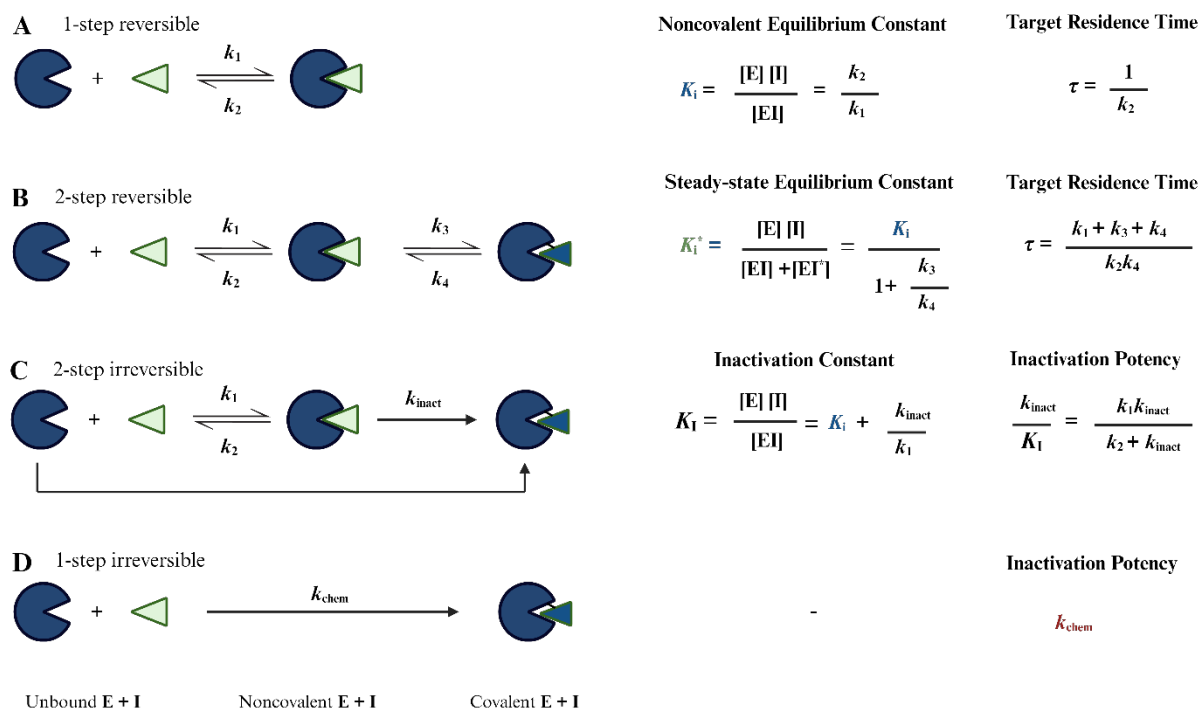 A 1-step reversible
k1
+
k2
Noncovalent Equilibrium Constant
Ki = [E] [I] / [EI] = k2 / k1
Target Residence Time
τ = 1 / k2
B 2-step reversible
k1 k3
+
k2 k4
Steady-state Equilibrium Constant
Ki* = [E] [I] / [EI] +[EI*] = Ki / 1+ k3 / k4
Target Residence Time
τ = k1 + k3 + k4 / k2k4
C 2-step irreversible
k1 kinact
+
k2
Inactivation Constant
KI = [E] [I] / [EI] = Ki + kinact / k1
Inactivation Potency
kinact / KI = k1kinact / k2 + kinact
D 1-step irreversible
kchem
+
-
Inactivation Potency
kchem
Unbound E + I
Noncovalent E + I
Covalent E + I